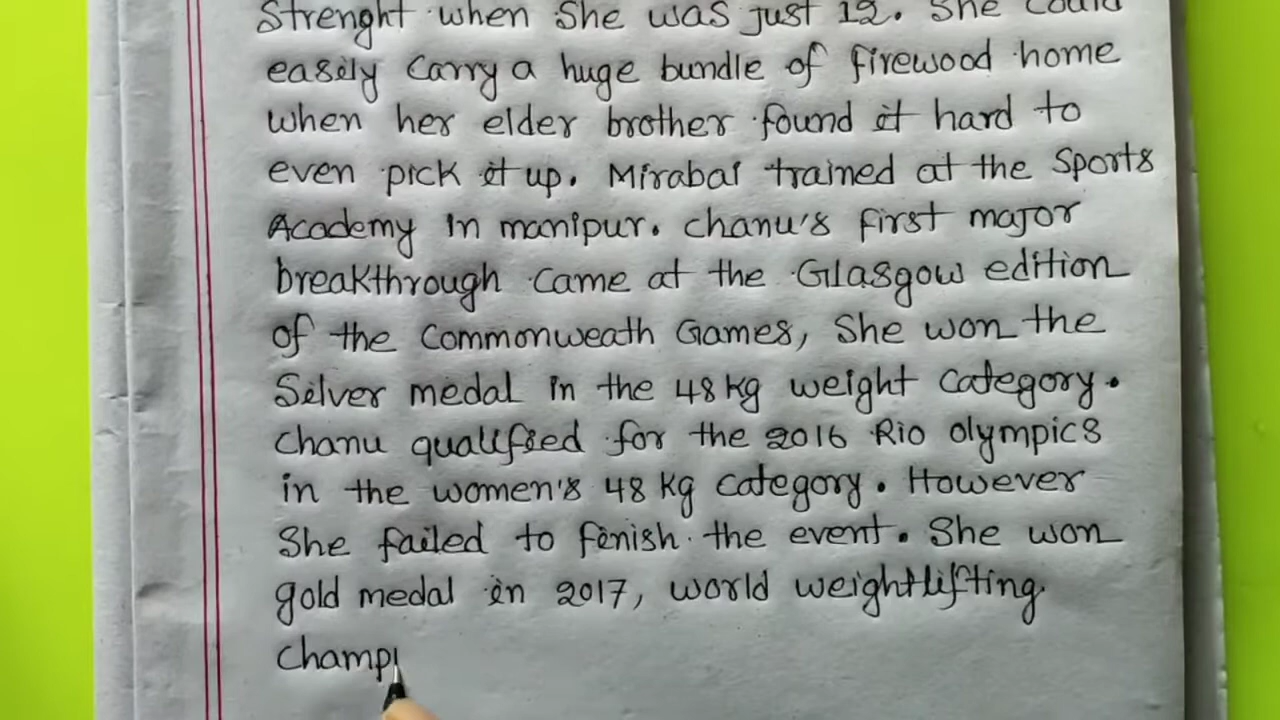 Strenght when She was just 12. She could
easily carry a huge bundle of firewood home
when her elder brother found it hard to
even pick it up. Mirabai trained at the Sports
Academy in manipur. Chanu's first major
breakthrough came at the Glasgow edition
of the Commonweath Games, She won the
Silver medal in the 48 kg weight category.
Chanu qualified for the 2016 Rio Olympics
in the women's 48 kg category. However
She failed to finish the event. She won
gold medal in 2017, world weightlifting
Champi